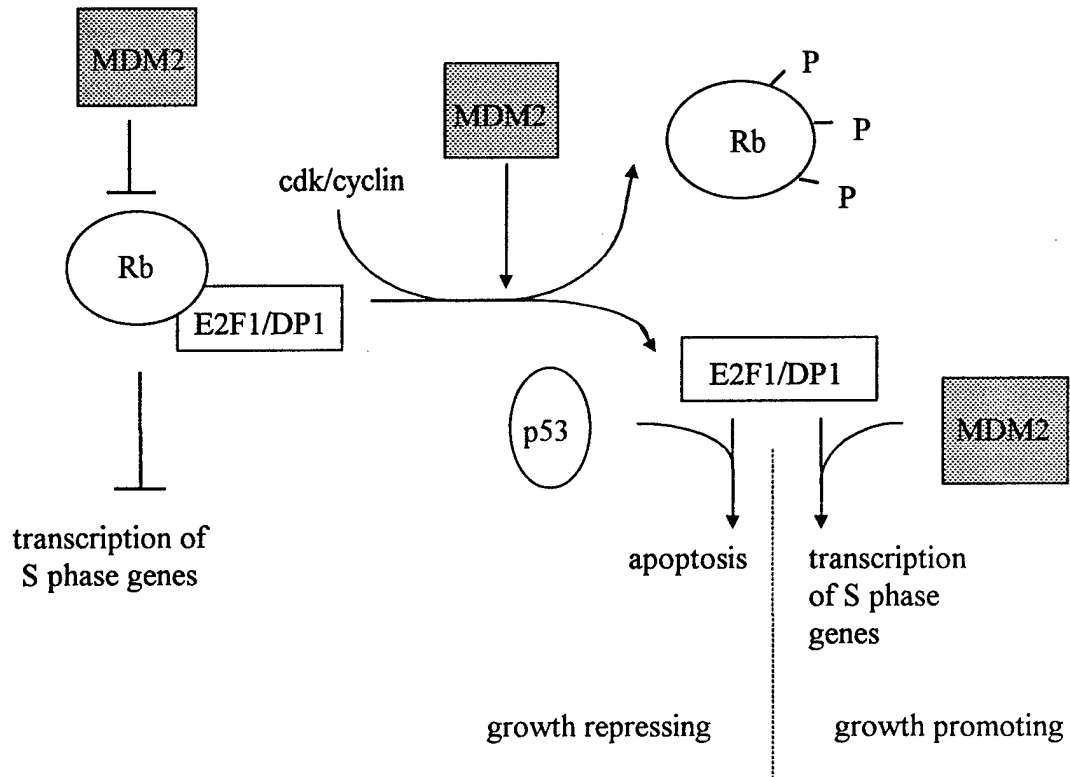 MDM2
MDM2
cdk/cyclin
Rb
P
P
P
Rb
E2F1/DP1
E2F1/DP1
p53
MDM2
transcription of
S phase genes
apoptosis
transcription
of S phase
genes
growth repressing
growth promoting